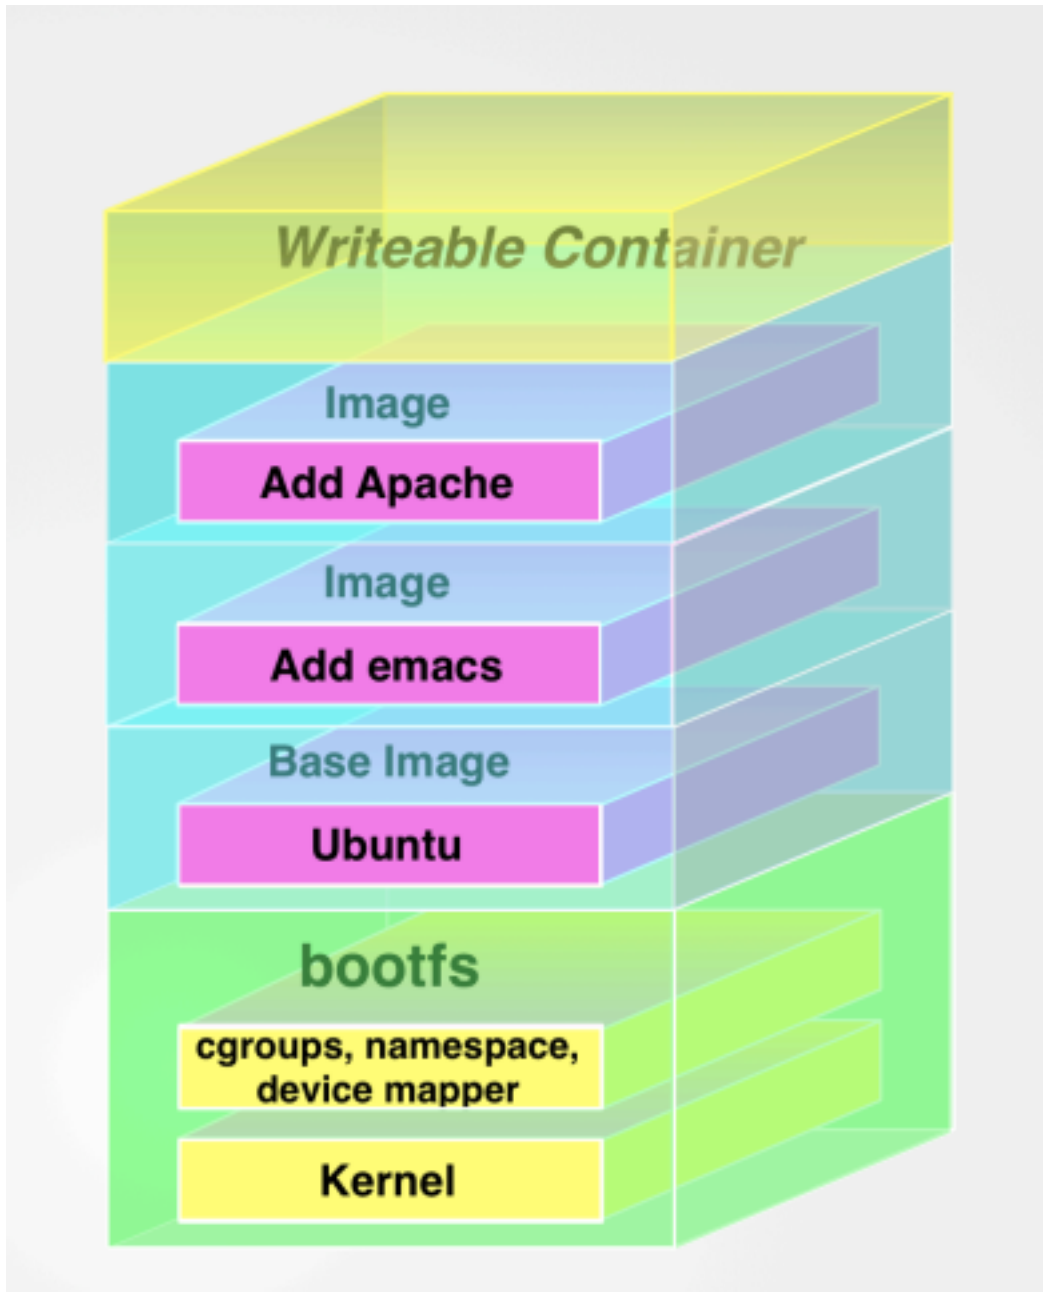 Writeable Container
Image
Add Apache
Image
Add emacs
Base Image
Ubuntu
bootfs
cgroups, namespace,
device mapper
Kernel